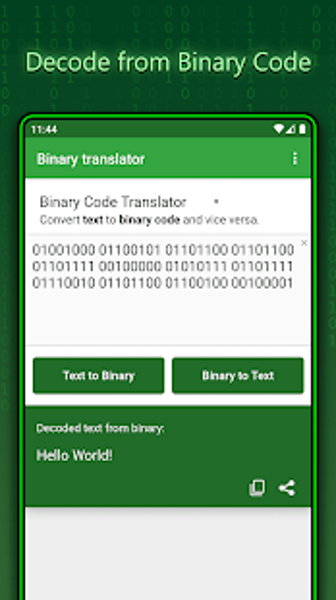 Decode from Binary Code
11:44
Binary translator
Binary Code Translator
Convert text to binary code and vice versa.
01001000 01100101 01101100 01101100
01101111 00100000 01010111 01101111
01110010 01101100 01100100 00100001
Text to Binary
Binary to Text
Decoded text from binary:
Hello World!